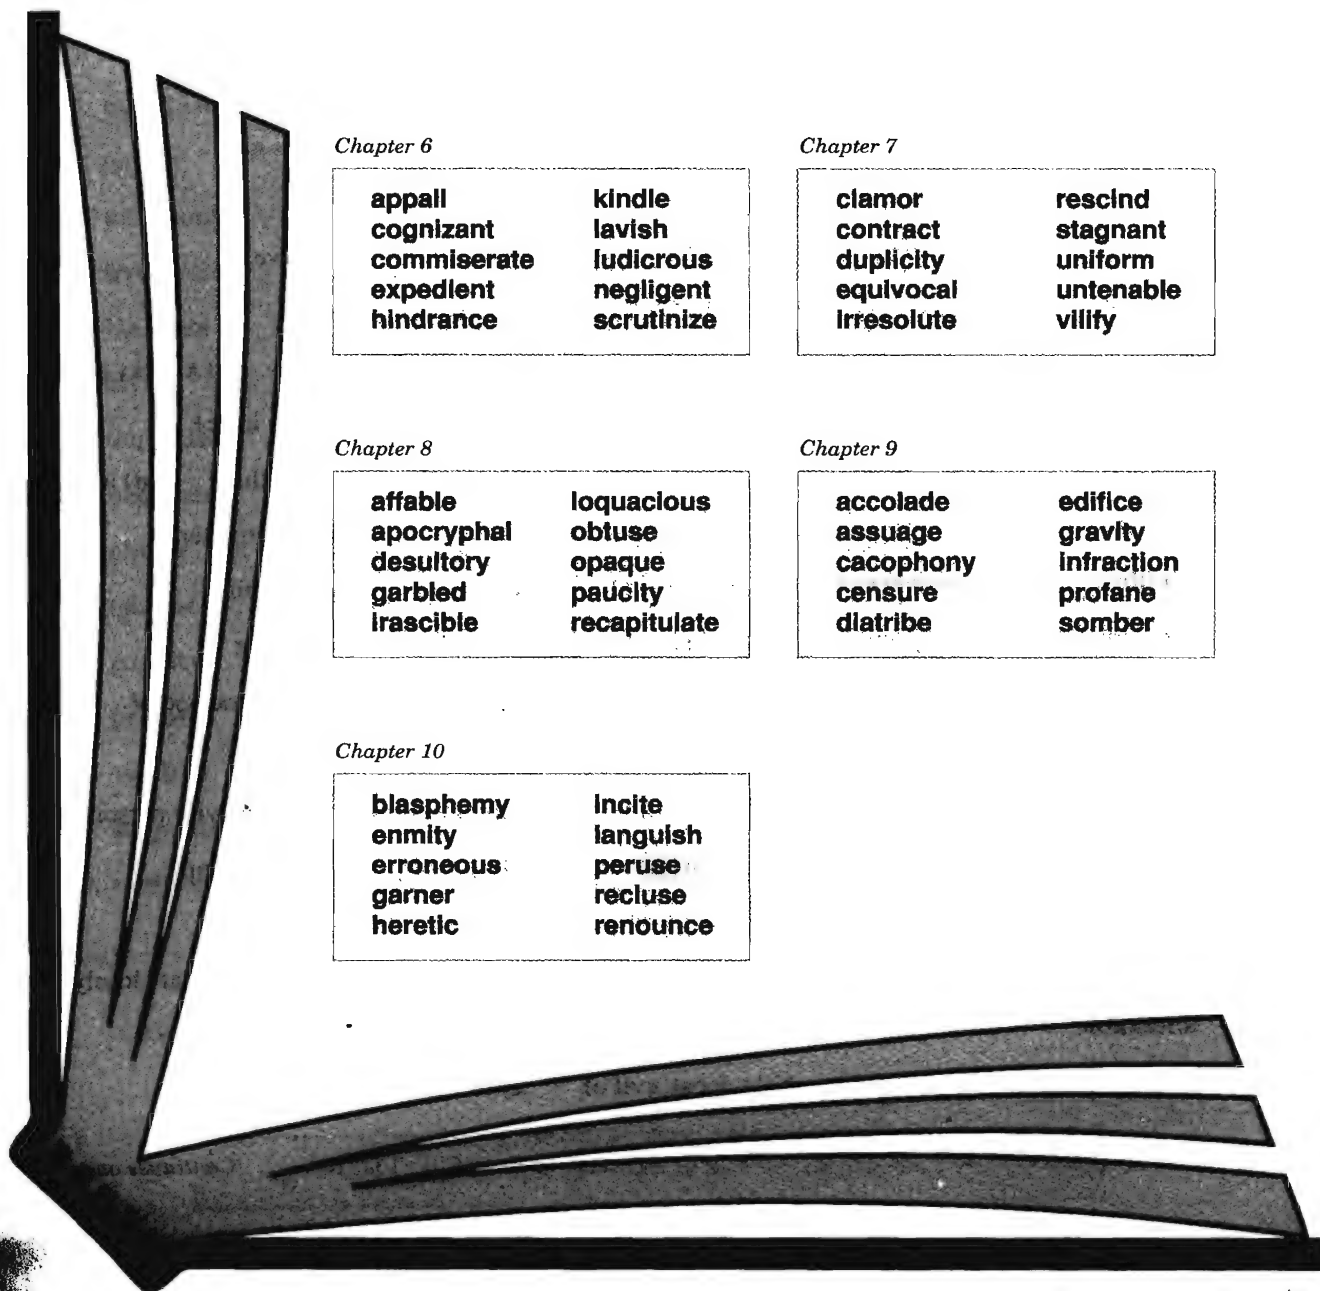 Chapter 6
appall kindle
cognizant lavish
commiserate ludicrous
expedient negligent
hindrance scrutinize
Chapter 7
clamor rescind
contract stagnant
duplicity uniform
equivocal untenable
irresolute vilify
Chapter 8
affable loquacious
apocryphal obtuse
desultory opaque
garbled paucity
irascible recapitulate
Chapter 9
accolade edifice
assuage gravity
cacophony infraction
censure profane
diatribe somber
Chapter 10
blasphemy incite
enmity languish
erroneous peruse
garner recluse
heretic renounce